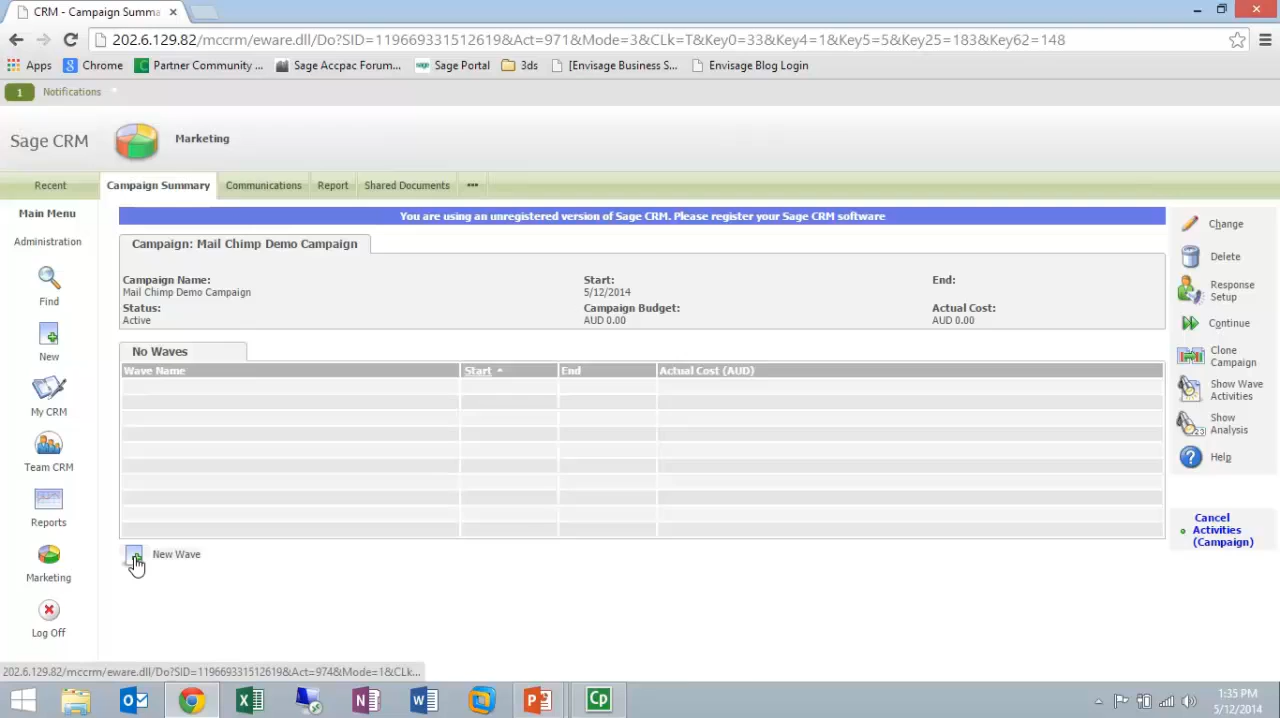 CRM - Campaign Summa
202.6.129.82/mccrm/eware.dll/Do?SID=119669331512619&Act=971&Mode=3&CLk=T&Key0=33&Key4=1&Key5=5&Key25=183&Key62=148
Apps Chrome Partner Community ... Sage Accpac Forum... Sage Portal 3ds [Envisage Business S... Envisage Blog Login
1 Notifications
Sage CRM Marketing
Recent Campaign Summary Communications Report Shared Documents •••
Main Menu
Administration
Find
New
My CRM
Team CRM
Reports
Marketing
Log Off
You are using an unregistered version of Sage CRM. Please register your Sage CRM software
Campaign: Mail Chimp Demo Campaign
Campaign Name: Start: End:
Mail Chimp Demo Campaign 5/12/2014
Status: Campaign Budget: Actual Cost:
Active AUD 0.00 AUD 0.00
No Waves
Wave Name Start End Actual Cost (AUD)
New Wave
Change
Delete
Response
Setup
Continue
Clone
Campaign
Show Wave
Activities
Show
Analysis
Help
Cancel
Activities
(Campaign)
202.6.129.82/mccrm/eware.dll/Do?SID=119669331512619&Act=974&Mode=1&CLk...
1:35 PM
5/12/2014